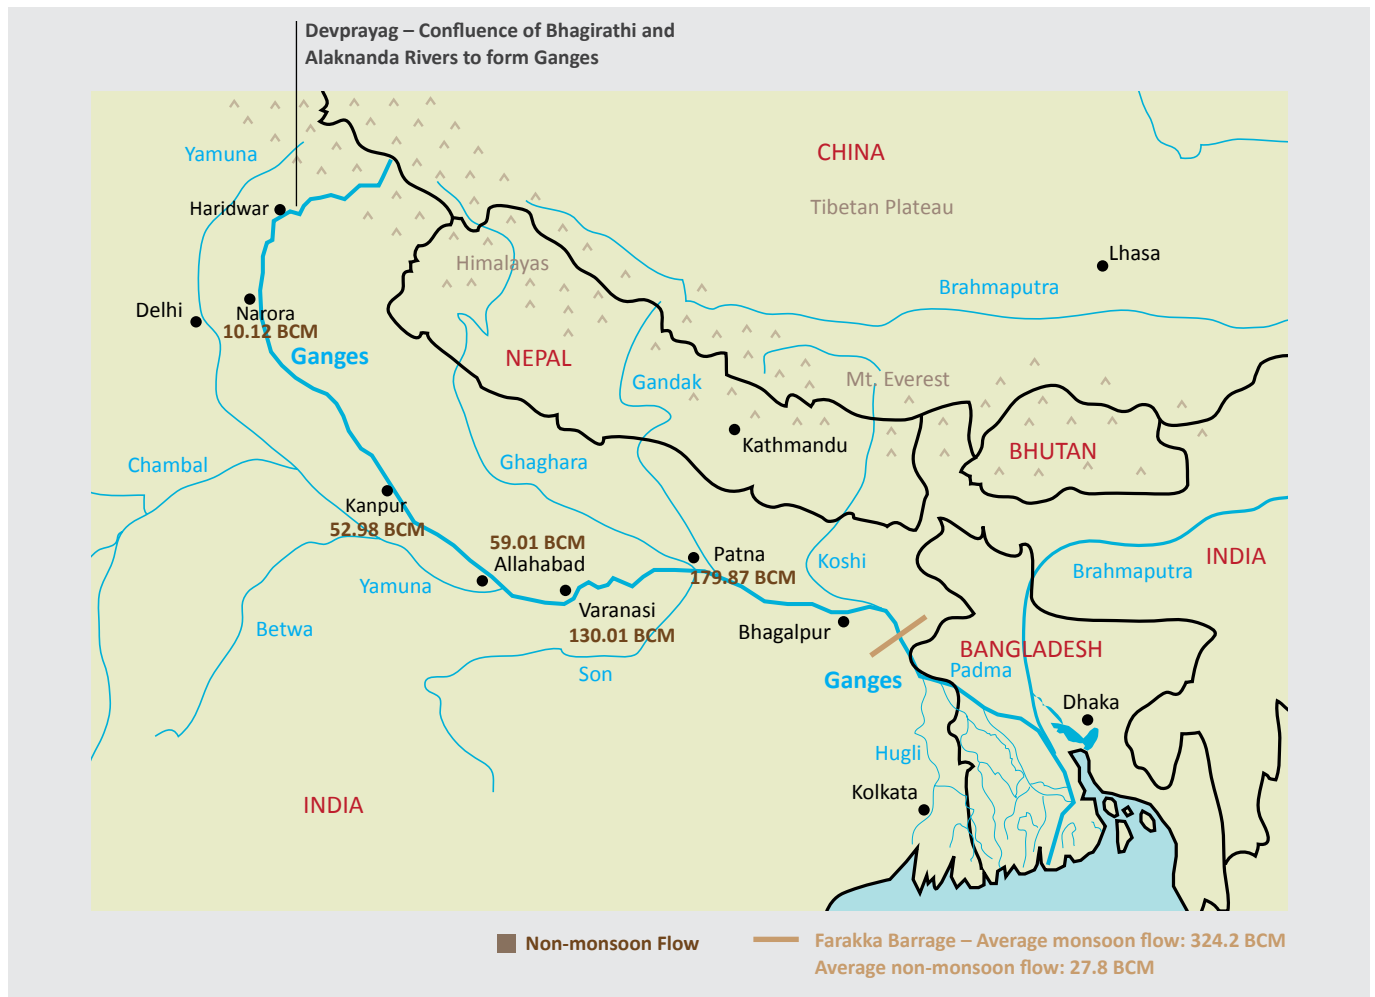 Devprayag – Confluence of Bhagirathi and
Alaknanda Rivers to form Ganges
Yamuna
CHINA
Haridwar
Tibetan Plateau
Himalayas
Lhasa
Brahmaputra
Delhi
Narora
10.12 BCM
Ganges
NEPAL
Gandak
Mt. Everest
Kathmandu
BHUTAN
Chambal
Ghaghara
Kanpur
52.98 BCM
59.01 BCM
Allahabad
Patna
179.87 BCM
Koshi
INDIA
Brahmaputra
Yamuna
Varanasi
130.01 BCM
Betwa
Bhagalpur
BANGLADESH
Son
Ganges
Padma
Dhaka
Hugli
Kolkata
INDIA
Non-monsoon Flow
Farakka Barrage – Average monsoon flow: 324.2 BCM
Average non-monsoon flow: 27.8 BCM